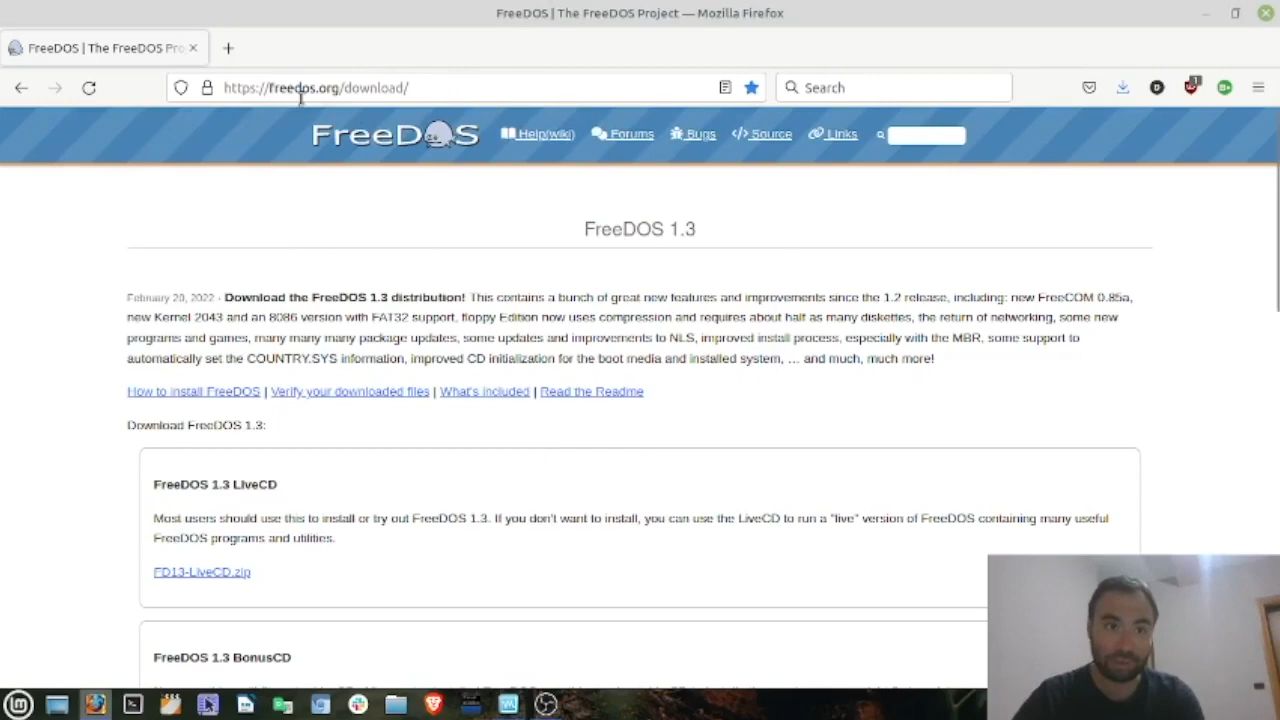 FreeDOS | The FreeDOS Project — Mozilla Firefox
FreeDOS | The FreeDOS Pro
https://freedos.org/download/
Search
1
FreeDOS
Help(wiki)
Forums
Bugs
Source
Links
FreeDOS 1.3
February 20, 2022 - Download the FreeDOS 1.3 distribution! This contains a bunch of great new features and improvements since the 1.2 release, including: new FreeCOM 0.85a,
new Kernel 2043 and an 8086 version with FAT32 support, floppy Edition now uses compression and requires about half as many diskettes, the return of networking, some new
programs and games, many many many package updates, some updates and improvements to NLS, improved install process, especially with the MBR, some support to
automatically set the COUNTRY.SYS information, improved CD initialization for the boot media and installed system, … and much, much more!
How to install FreeDOS | Verify your downloaded files | What's included | Read the Readme
Download FreeDOS 1.3:
FreeDOS 1.3 LiveCD
Most users should use this to install or try out FreeDOS 1.3. If you don't want to install, you can use the LiveCD to run a "live" version of FreeDOS containing many useful
FreeDOS programs and utilities.
FD13-LiveCD.zip
FreeDOS 1.3 BonusCD